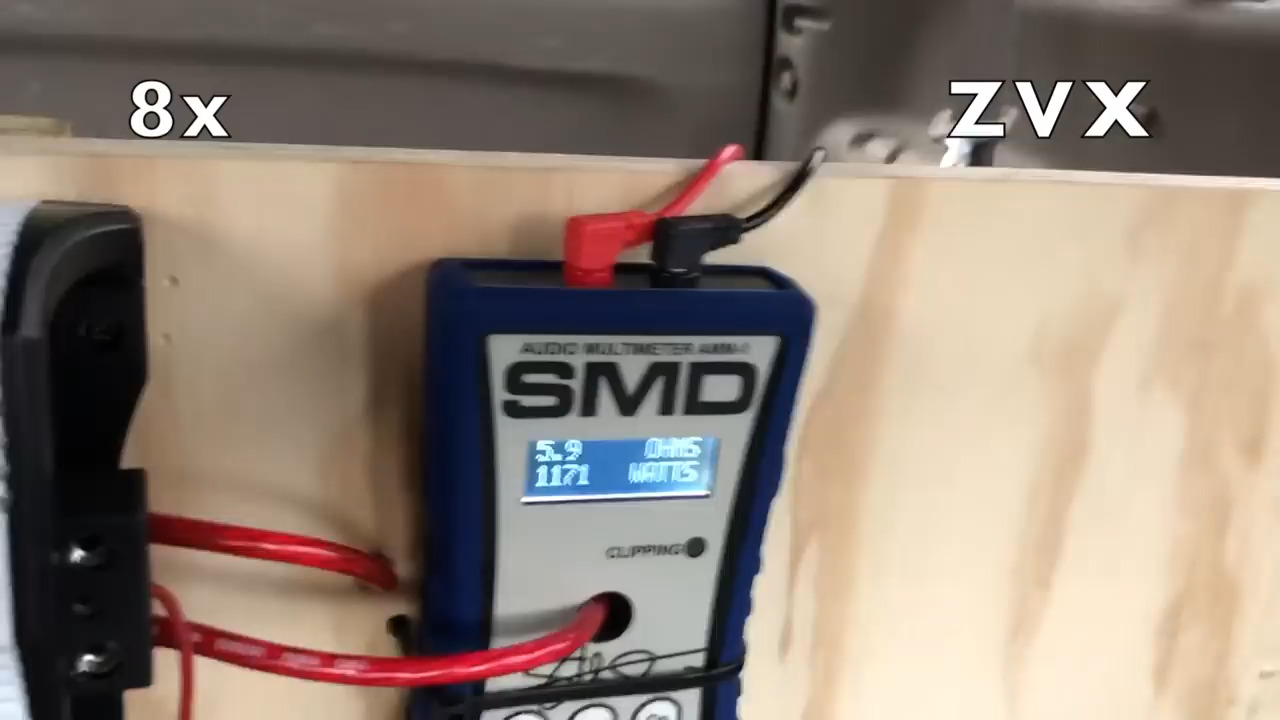 8x
ZVX
AUDIO MULTIMETER AMM-1
SMD
5.9 OHMS
1171 WATTS
CLIPPING